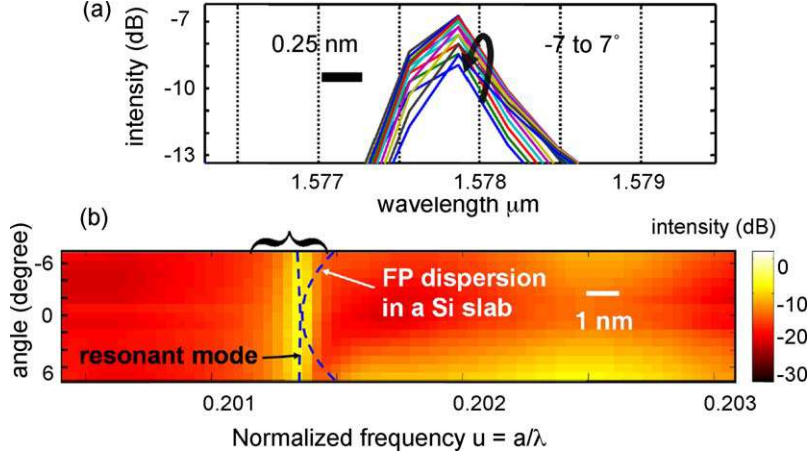 (a)
intensity (dB)
-7
-10
-13
0.25 nm
-7 to 7°
1.577
1.578
1.579
wavelength µm
(b)
intensity (dB)
angle (degree)
-6
0
6
FP dispersion
in a Si slab
1 nm
resonant mode
0
-10
-20
-30
0.201
0.202
0.203
Normalized frequency u = a/λ